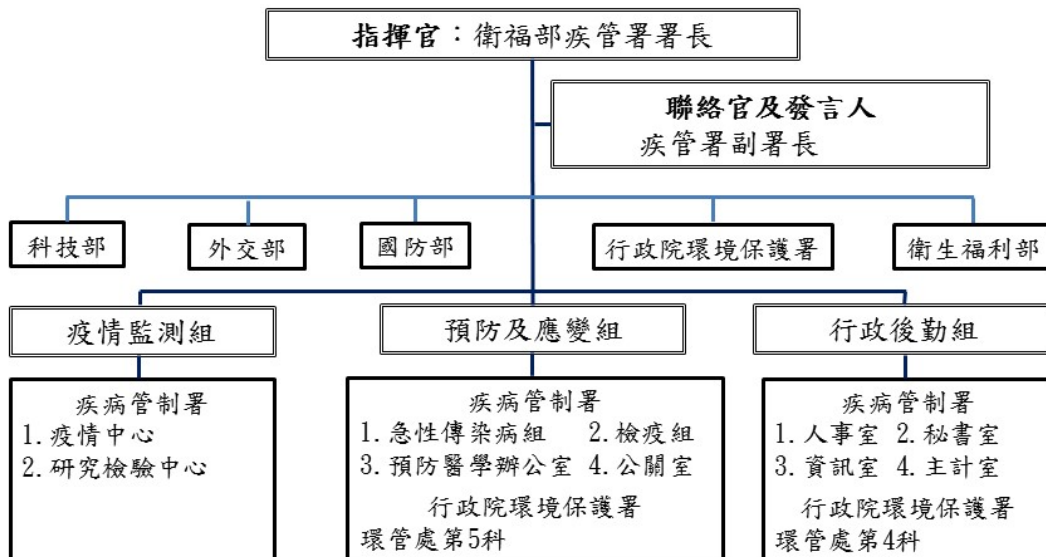 指揮官：衛福部疾管署署長
聯絡官及發言人
疾管署副署長
科技部
外交部
國防部
行政院環境保護署
衛生福利部
疫情監測組
預防及應變組
行政後勤組
疾病管制署
1. 疫情中心
2. 研究檢驗中心
疾病管制署
1. 急性傳染病組 2. 檢疫組
3. 預防醫學辦公室 4. 公關室
行政院環境保護署
環管處第5科
疾病管制署
1. 人事室 2. 秘書室
3. 資訊室 4. 主計室
行政院環境保護署
環管處第4科